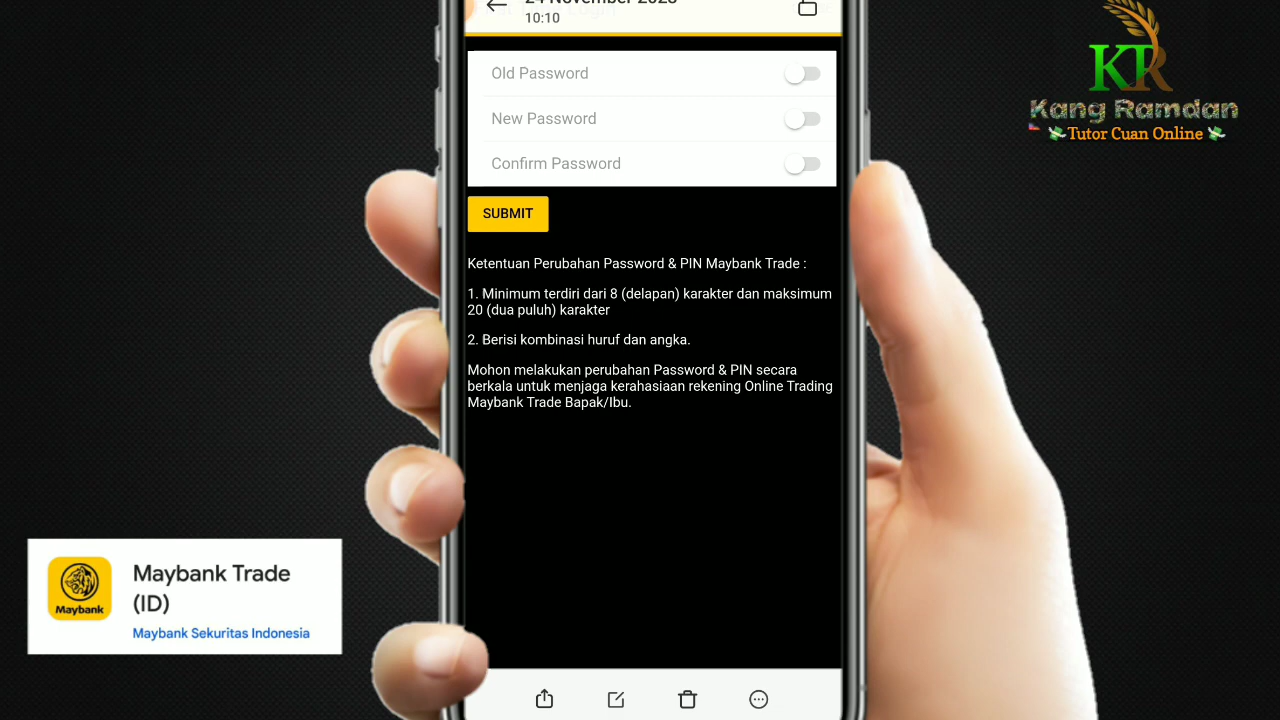 24 November 2023
10:10
Old Password
New Password
Confirm Password
SUBMIT
Ketentuan Perubahan Password & PIN Maybank Trade :
1. Minimum terdiri dari 8 (delapan) karakter dan maksimum
20 (dua puluh) karakter
2. Berisi kombinasi huruf dan angka.
Mohon melakukan perubahan Password & PIN secara
berkala untuk menjaga kerahasiaan rekening Online Trading
Maybank Trade Bapak/Ibu.
KR
Kang Ramdan
Tutor Cuan Online
Maybank
Maybank Trade
(ID)
Maybank Sekuritas Indonesia